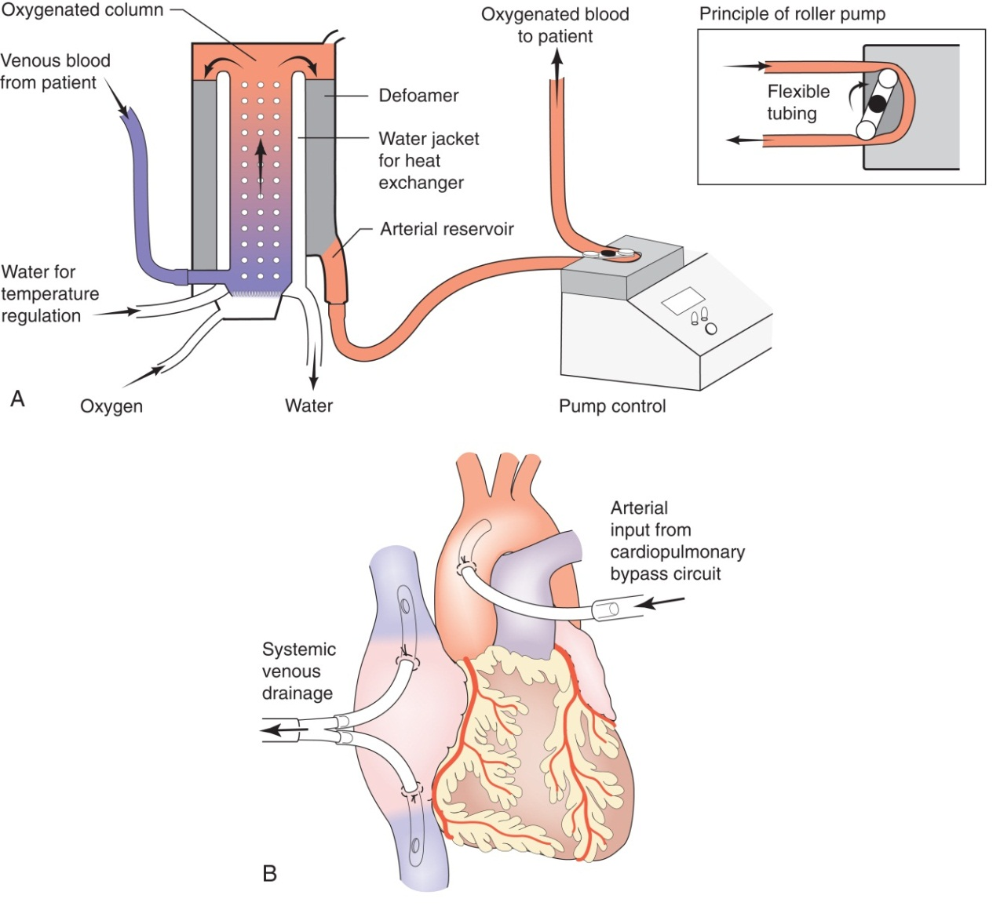 Oxygenated column
Venous blood
from patient
Defoamer
Water jacket
for heat
exchanger
Arterial reservoir
Water for
temperature
regulation
Oxygen
Water
A
Oxygenated blood
to patient
Pump control
Principle of roller pump
Flexible
tubing
Arterial
input from
cardiopulmonary
bypass circuit
Systemic
venous
drainage
B